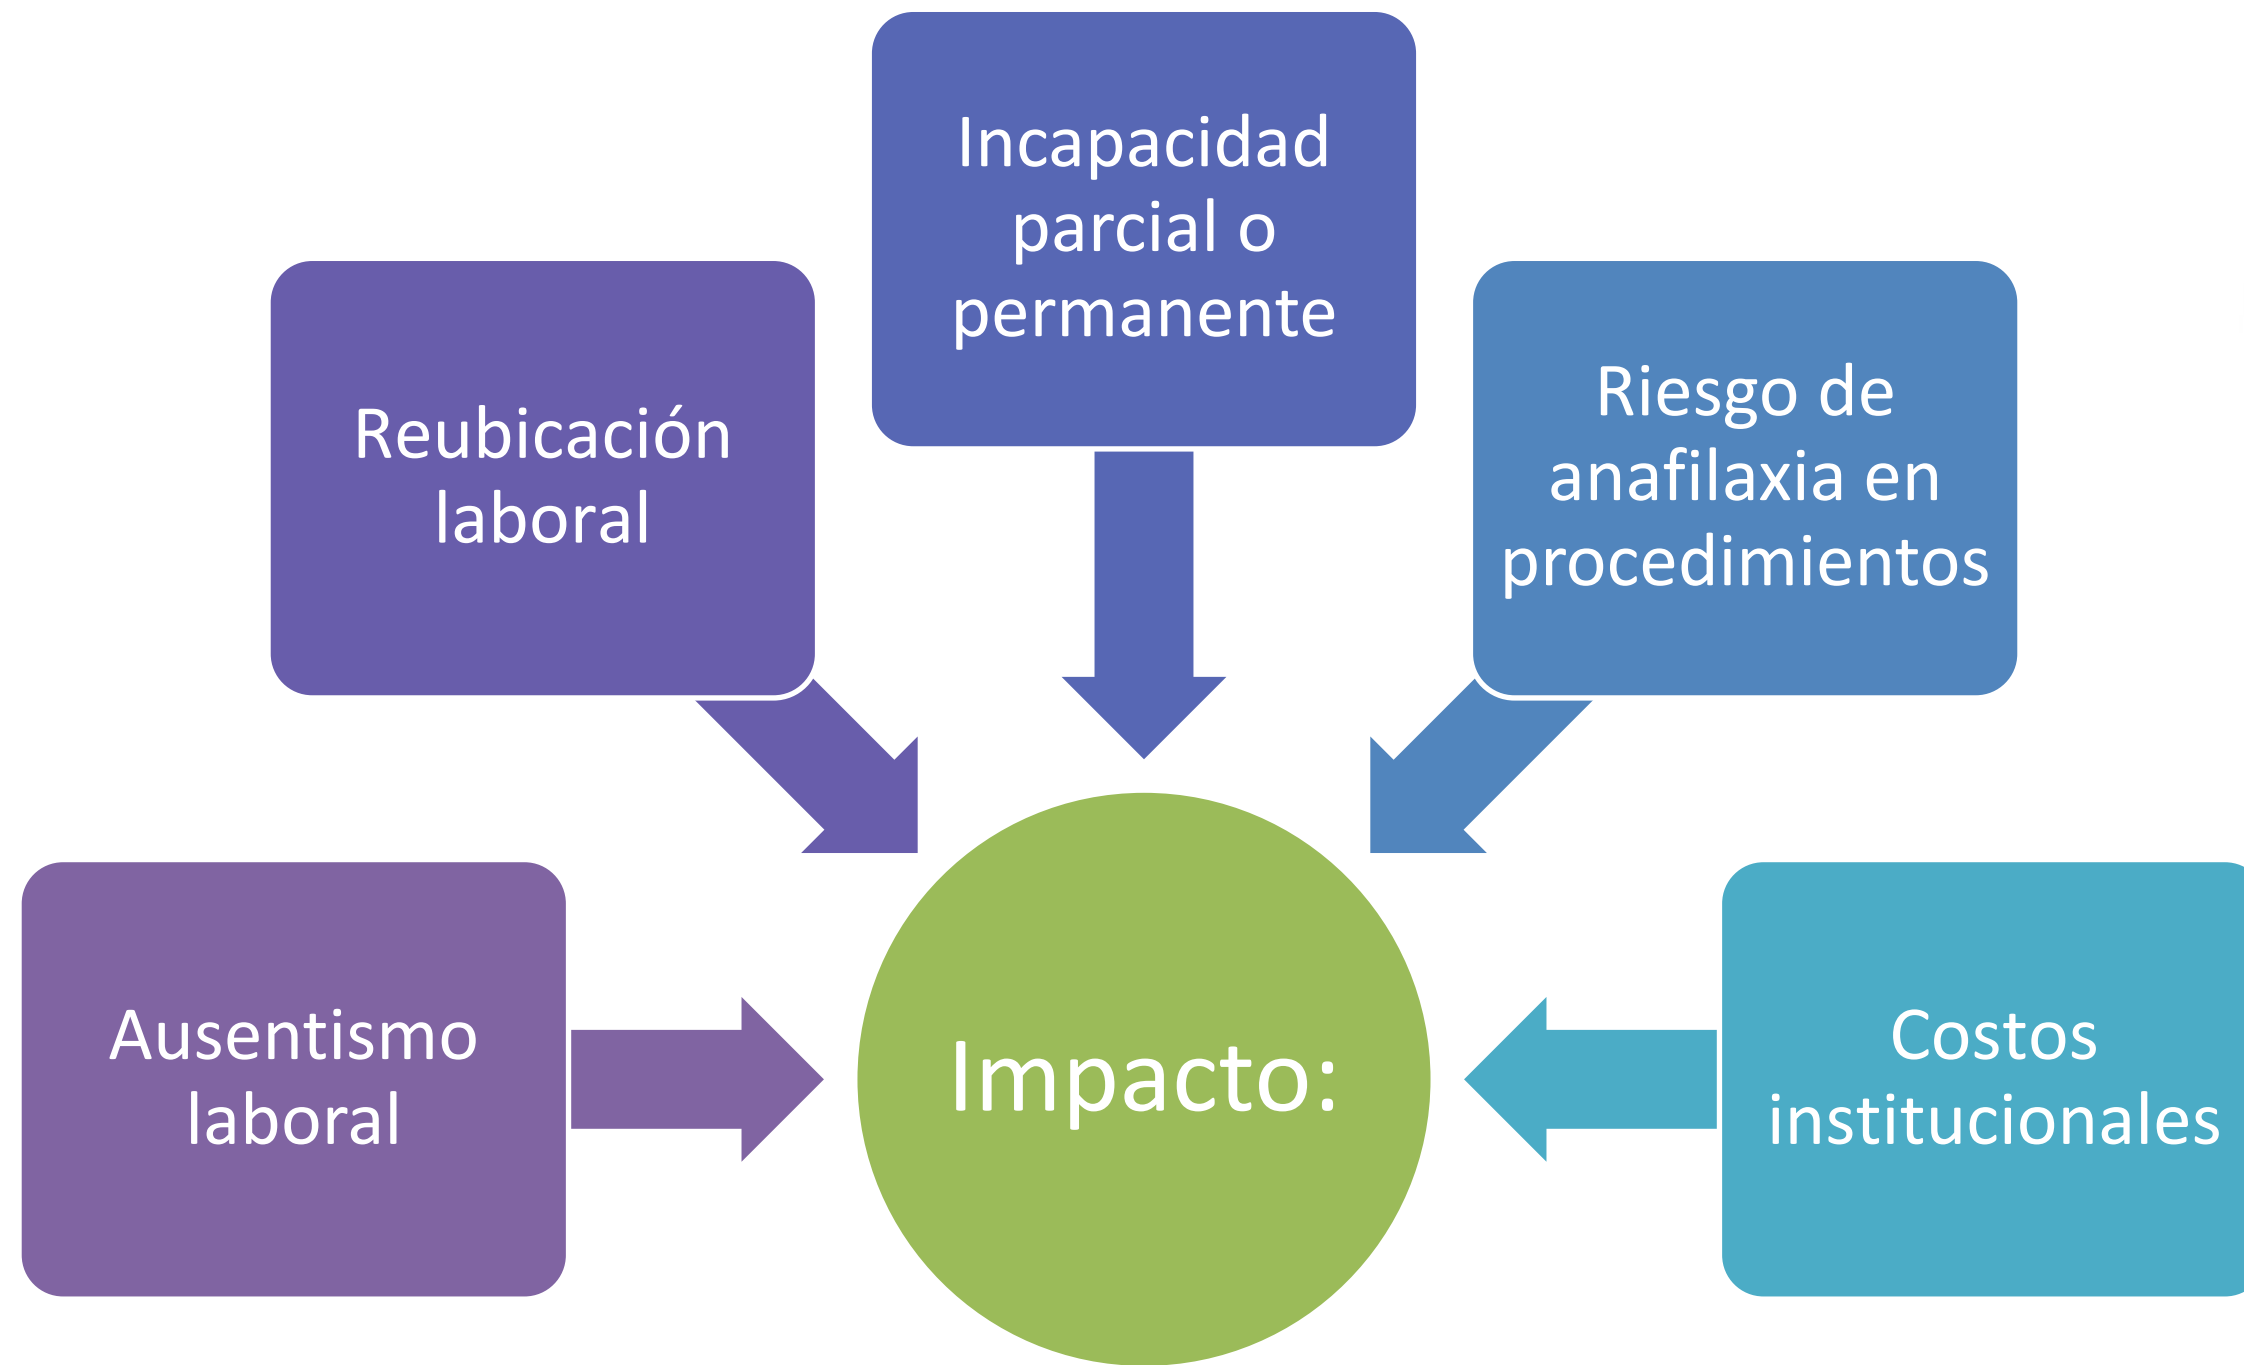 Incapacidad
parcial o
permanente
Reubicación
laboral
Riesgo de
anafilaxia en
procedimientos
Ausentismo
laboral
Impacto:
Costos
institucionales